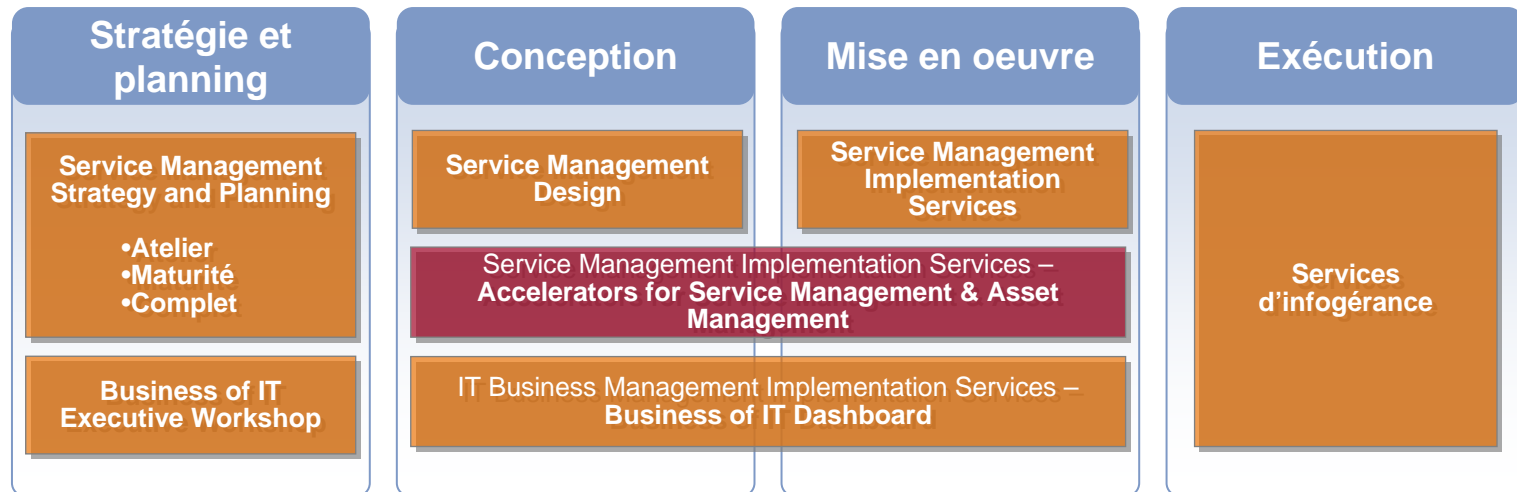 Stratégie et
planning
Conception
Mise en oeuvre
Exécution
Service Management
Strategy and Planning
•Atelier
•Maturité
•Complet
Business of IT
Executive Workshop
Service Management
Design
Service Management
Implementation
Services
Service Management Implementation Services –
Accelerators for Service Management & Asset
Management
IT Business Management Implementation Services –
Business of IT Dashboard
Services
d’infogérance